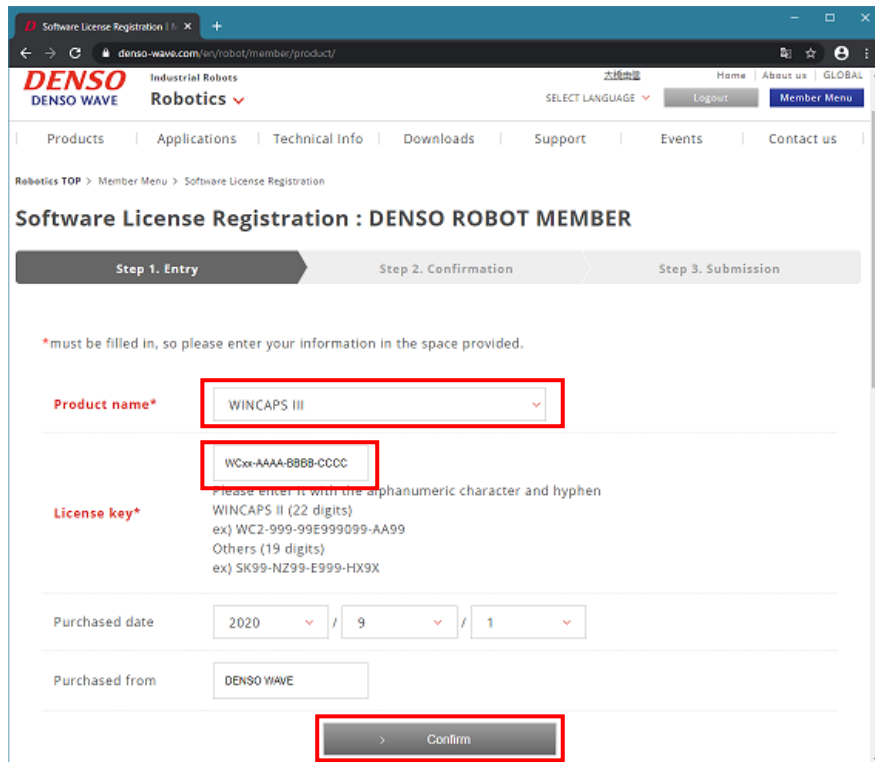 Software License Registration | N
denso-wave.com/en/robot/member/product/
DENSO
DENSO WAVE
Industrial Robots
Robotics
Home
About us
GLOBAL
SELECT LANGUAGE
Logout
Member Menu
Products
Applications
Technical Info
Downloads
Support
Events
Contact us
Robotics TOP > Member Menu > Software License Registration
Software License Registration : DENSO ROBOT MEMBER
Step 1. Entry
Step 2. Confirmation
Step 3. Submission
*must be filled in, so please enter your information in the space provided.
Product name*
WINCAPS III
License key*
WCxx-AAAA-BBBB-CCCC
Please enter it with the alphanumeric character and hyphen
WINCAPS II (22 digits)
ex) WC2-999-99E999099-AA99
Others (19 digits)
ex) SK99-NZ99-E999-HX9X
Purchased date
2020 / 9 / 1
Purchased from
DENSO WAVE
> Confirm